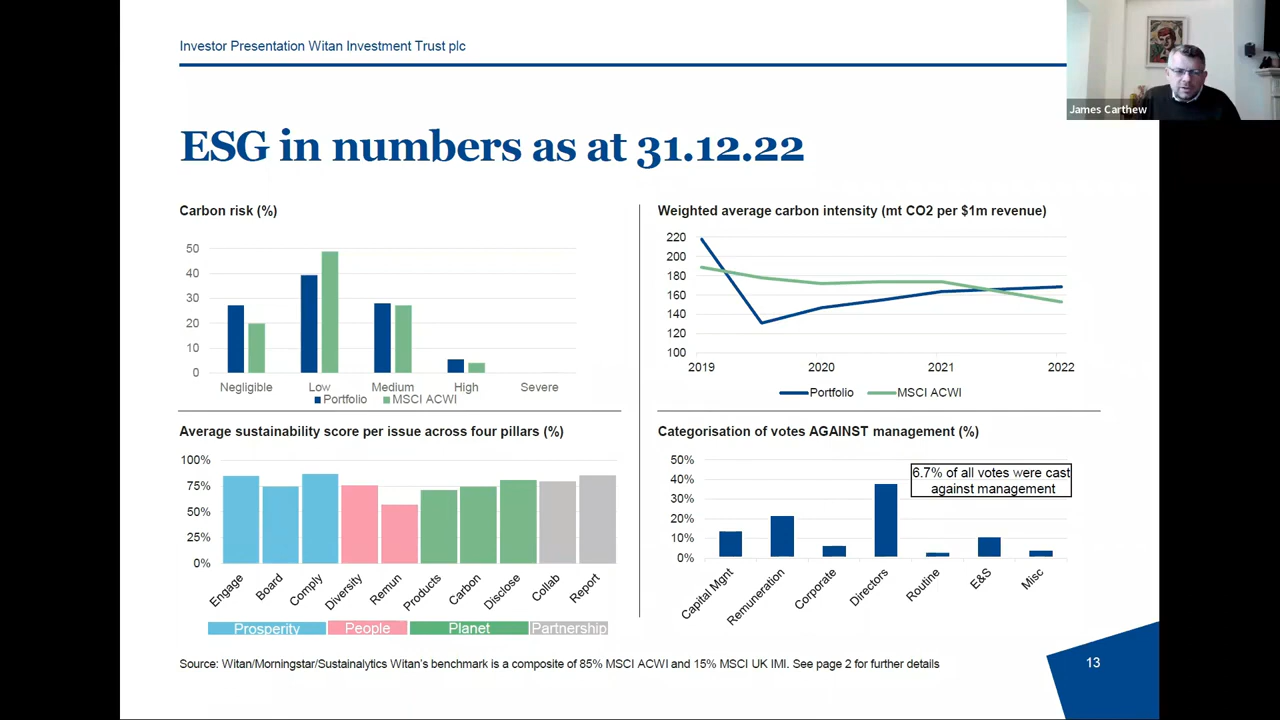 Investor Presentation Witan Investment Trust plc
James Carthew
ESG in numbers as at 31.12.22
Carbon risk (%)
50
40
30
20
10
0
Negligible Low Medium High Severe
Portfolio MSCI ACWI
Weighted average carbon intensity (mt CO2 per $1m revenue)
220
200
180
160
140
120
100
2019 2020 2021 2022
Portfolio MSCI ACWI
Average sustainability score per issue across four pillars (%)
100%
75%
50%
25%
0%
Engage Board Comply Diversity Remun Products Carbon Disclose Collab Report
Prosperity People Planet Partnership
Categorisation of votes AGAINST management (%)
50%
40%
30%
20%
10%
0%
6.7% of all votes were cast
against management
Capital Mgnt Remuneration Corporate Directors Routine E&S Misc
Source: Witan/Morningstar/Sustainalytics Witan's benchmark is a composite of 85% MSCI ACWI and 15% MSCI UK IMI. See page 2 for further details
13